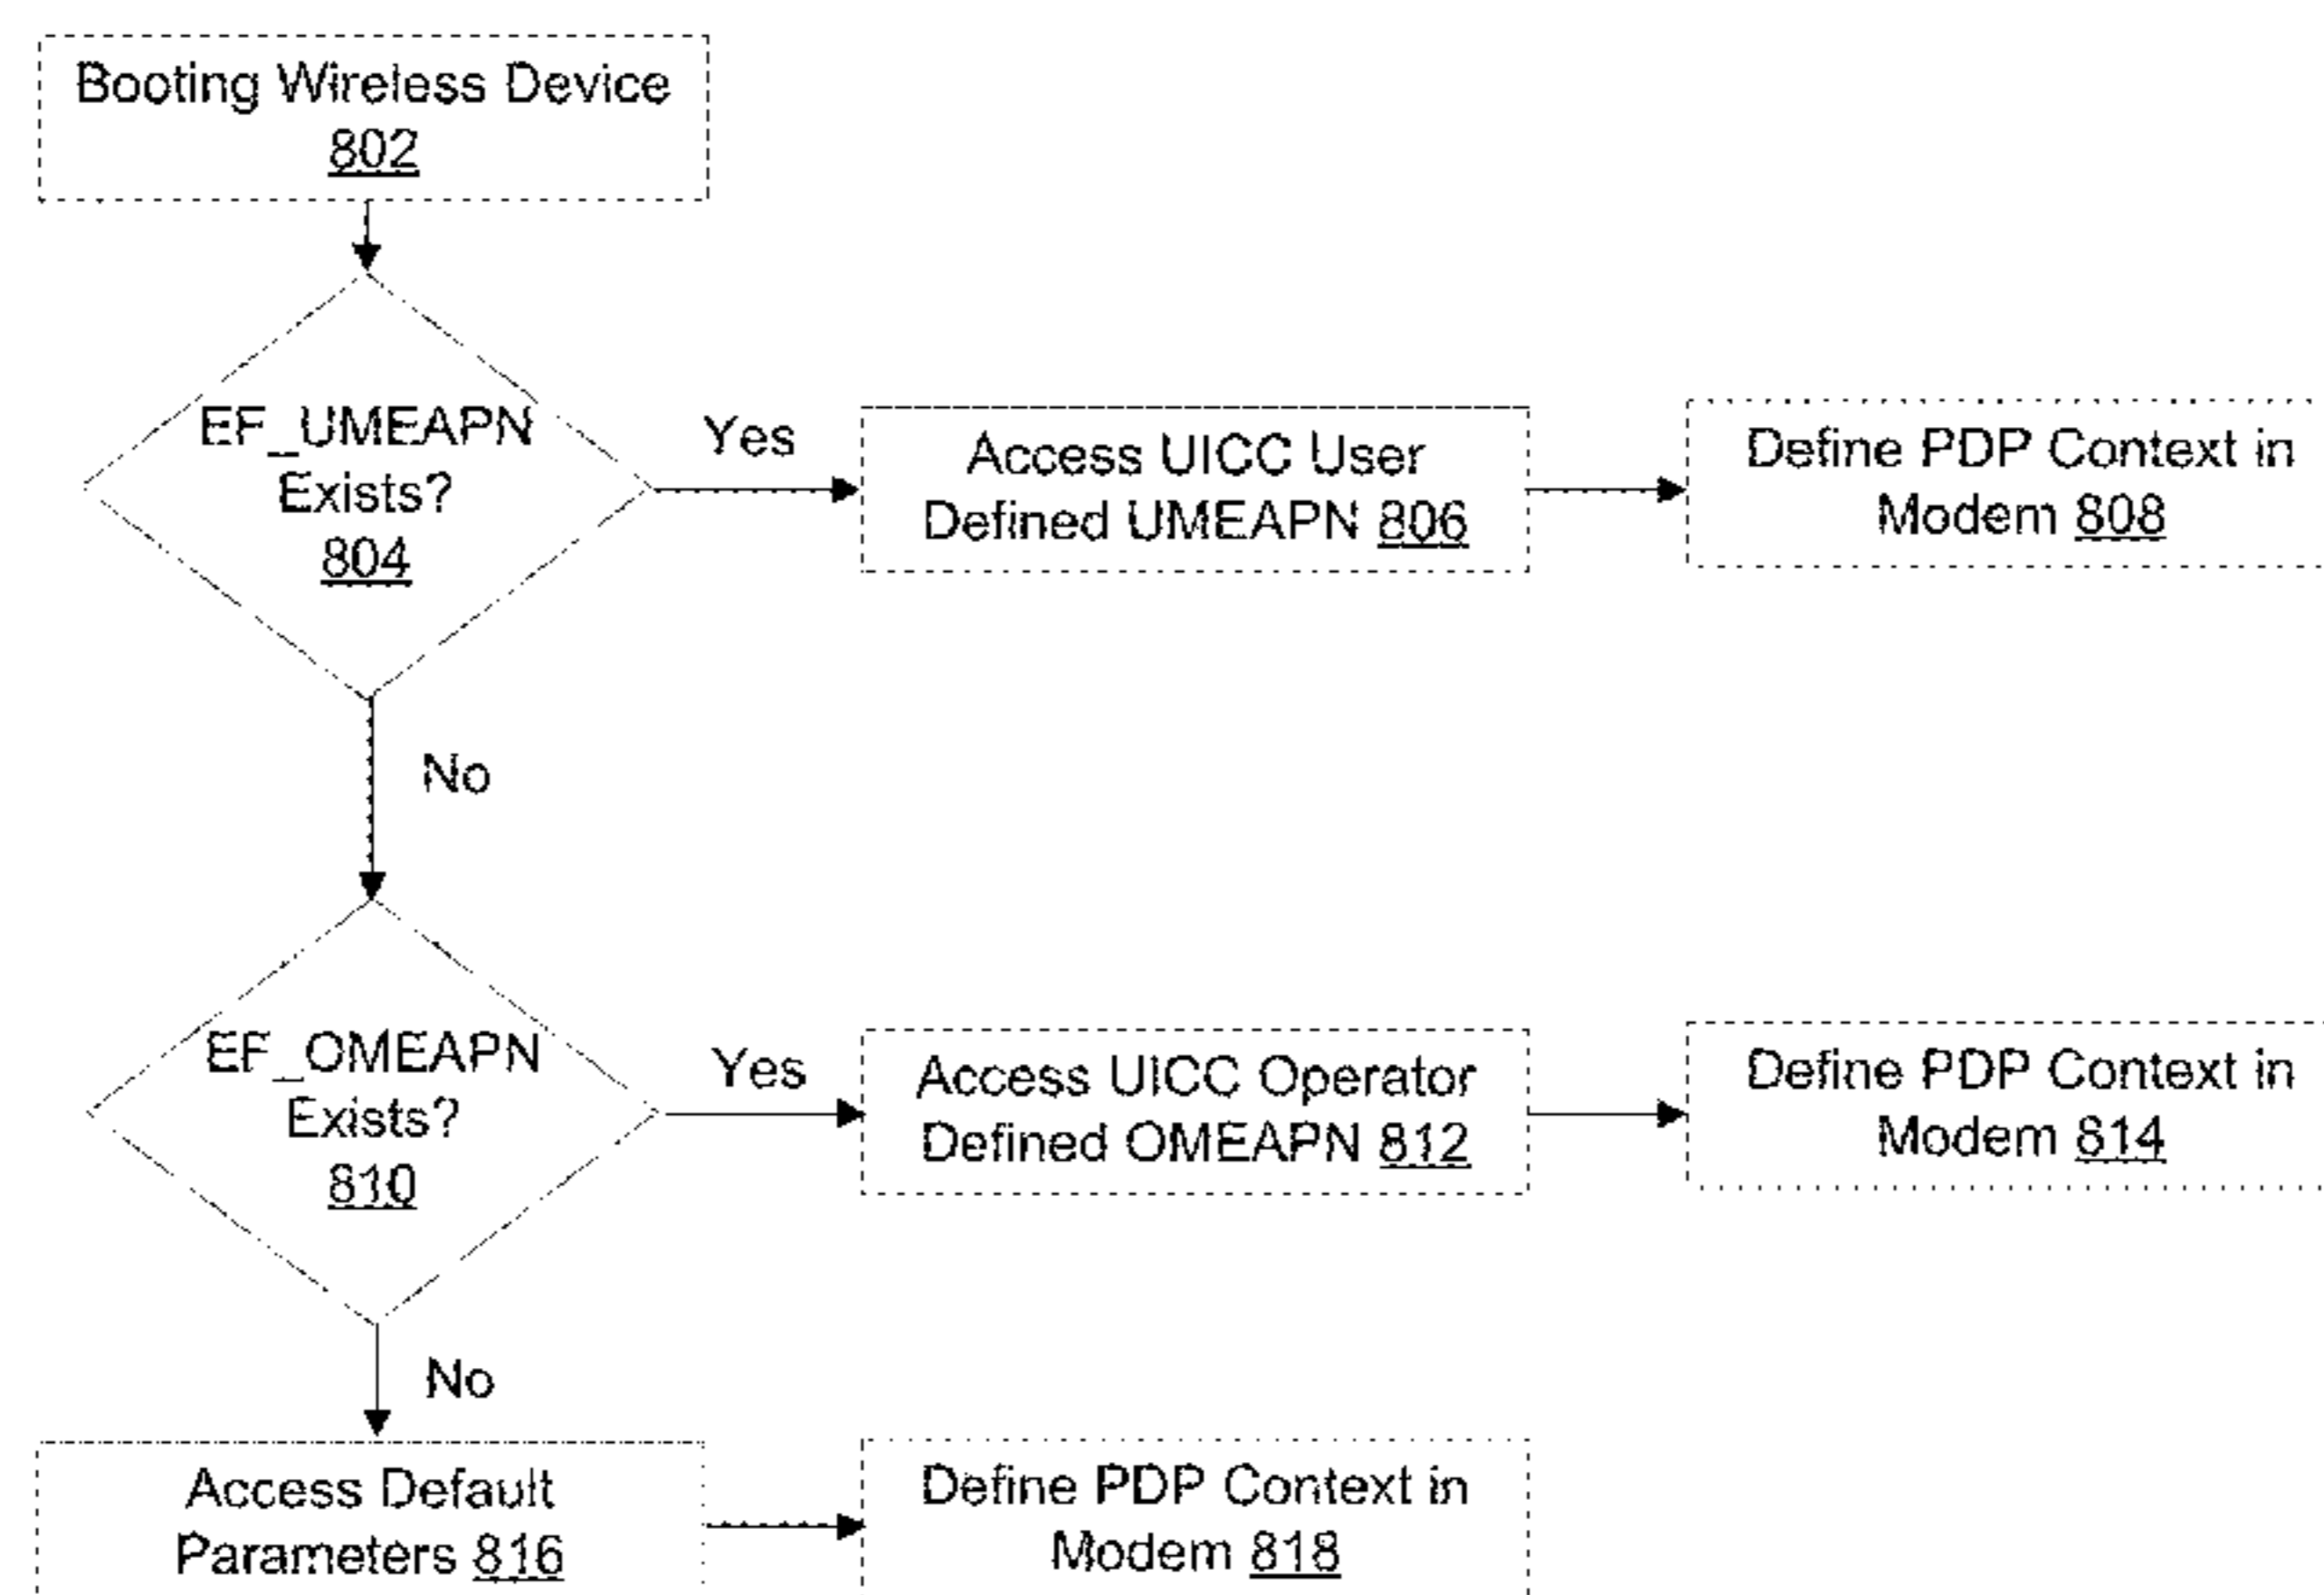 Booting Wireless Device
802
EF_UMEAPN
Exists?
804
Yes
Access UICC User
Defined UMEAPN 806
Define PDP Context in
Modem 808
No
EF_OMEAPN
Exists?
810
Yes
Access UICC Operator
Defined OMEAPN 812
Define PDP Context in
Modem 814
No
Access Default
Parameters 816
Define PDP Context in
Modem 818